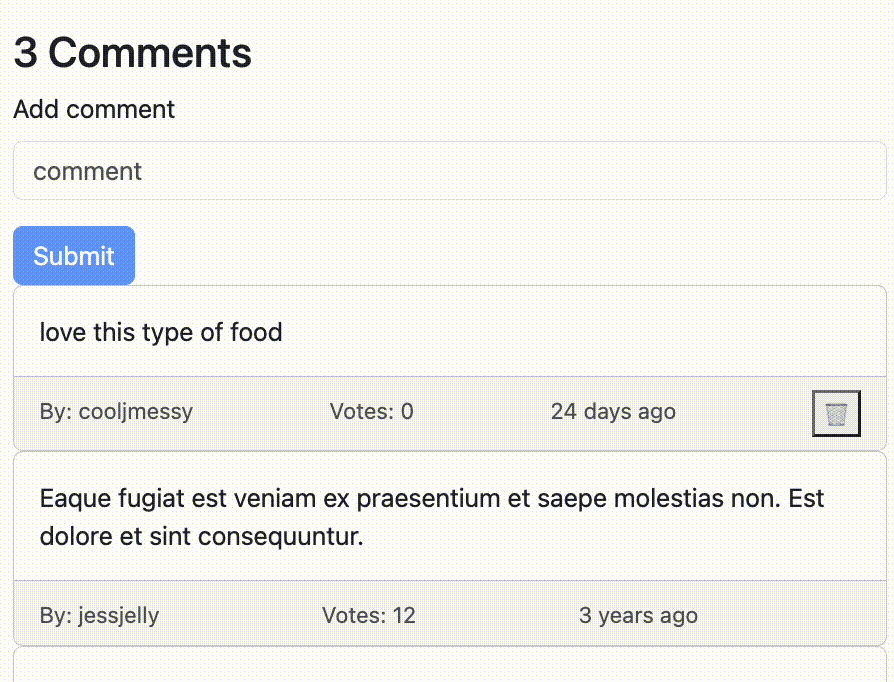 3 Comments
Add comment
comment
Submit
love this type of food
By: cooljmessy Votes: 0 24 days ago
Eaque fugiat est veniam ex praesentium et saepe molestias non. Est
dolore et sint consequuntur.
By: jessjelly Votes: 12 3 years ago